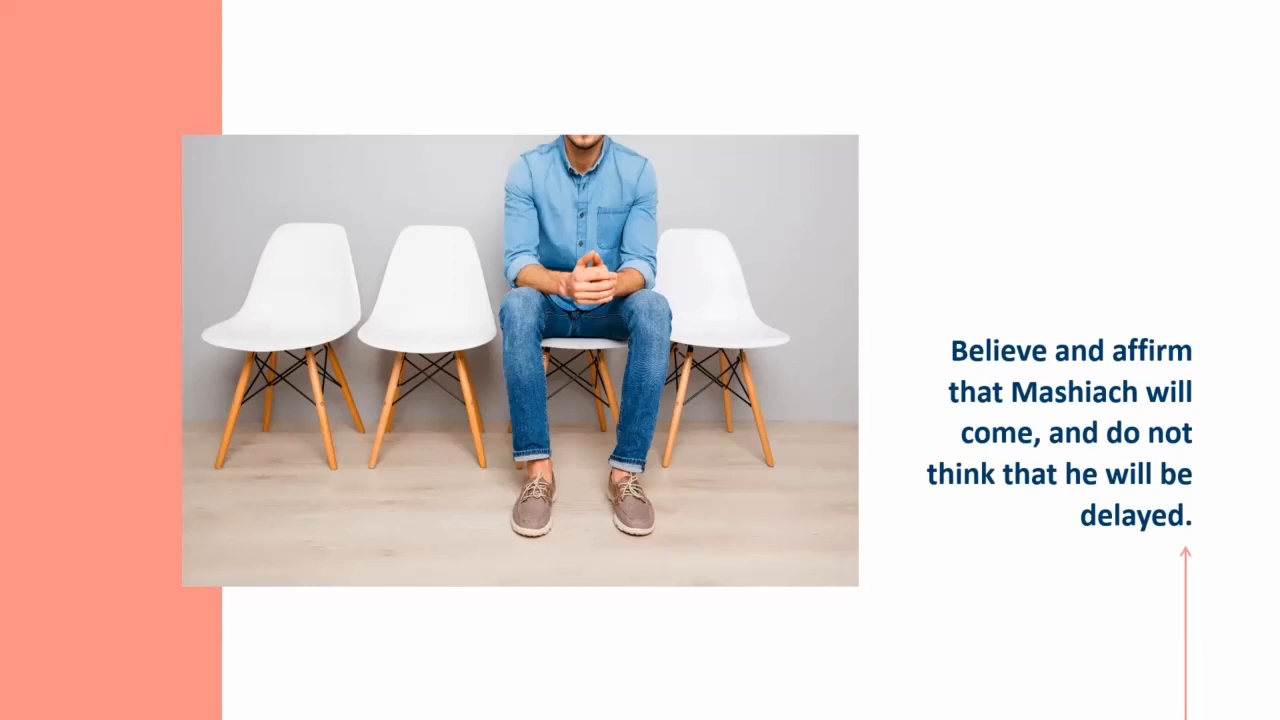 Believe and affirm
that Mashiach will
come, and do not
think that he will be
delayed.